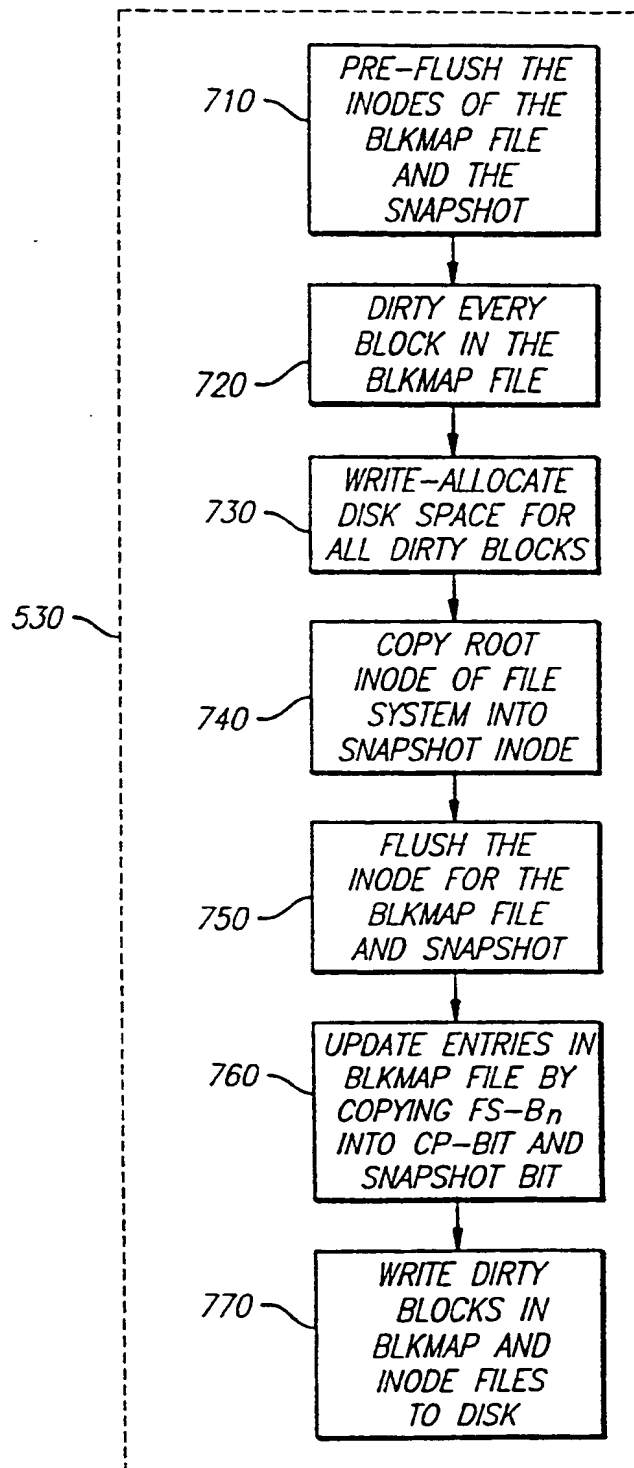 710
PRE-FLUSH THE
INODES OF THE
BLKMAP FILE
AND THE
SNAPSHOT
720
DIRTY EVERY
BLOCK IN THE
BLKMAP FILE
730
WRITE-ALLOCATE
DISK SPACE FOR
ALL DIRTY BLOCKS
530
740
COPY ROOT
INODE OF FILE
SYSTEM INTO
SNAPSHOT INODE
750
FLUSH THE
INODE FOR THE
BLKMAP FILE
AND SNAPSHOT
760
UPDATE ENTRIES IN
BLKMAP FILE BY
COPYING FS-Bn
INTO CP-BIT AND
SNAPSHOT BIT
770
WRITE DIRTY
BLOCKS IN
BLKMAP AND
INODE FILES
TO DISK